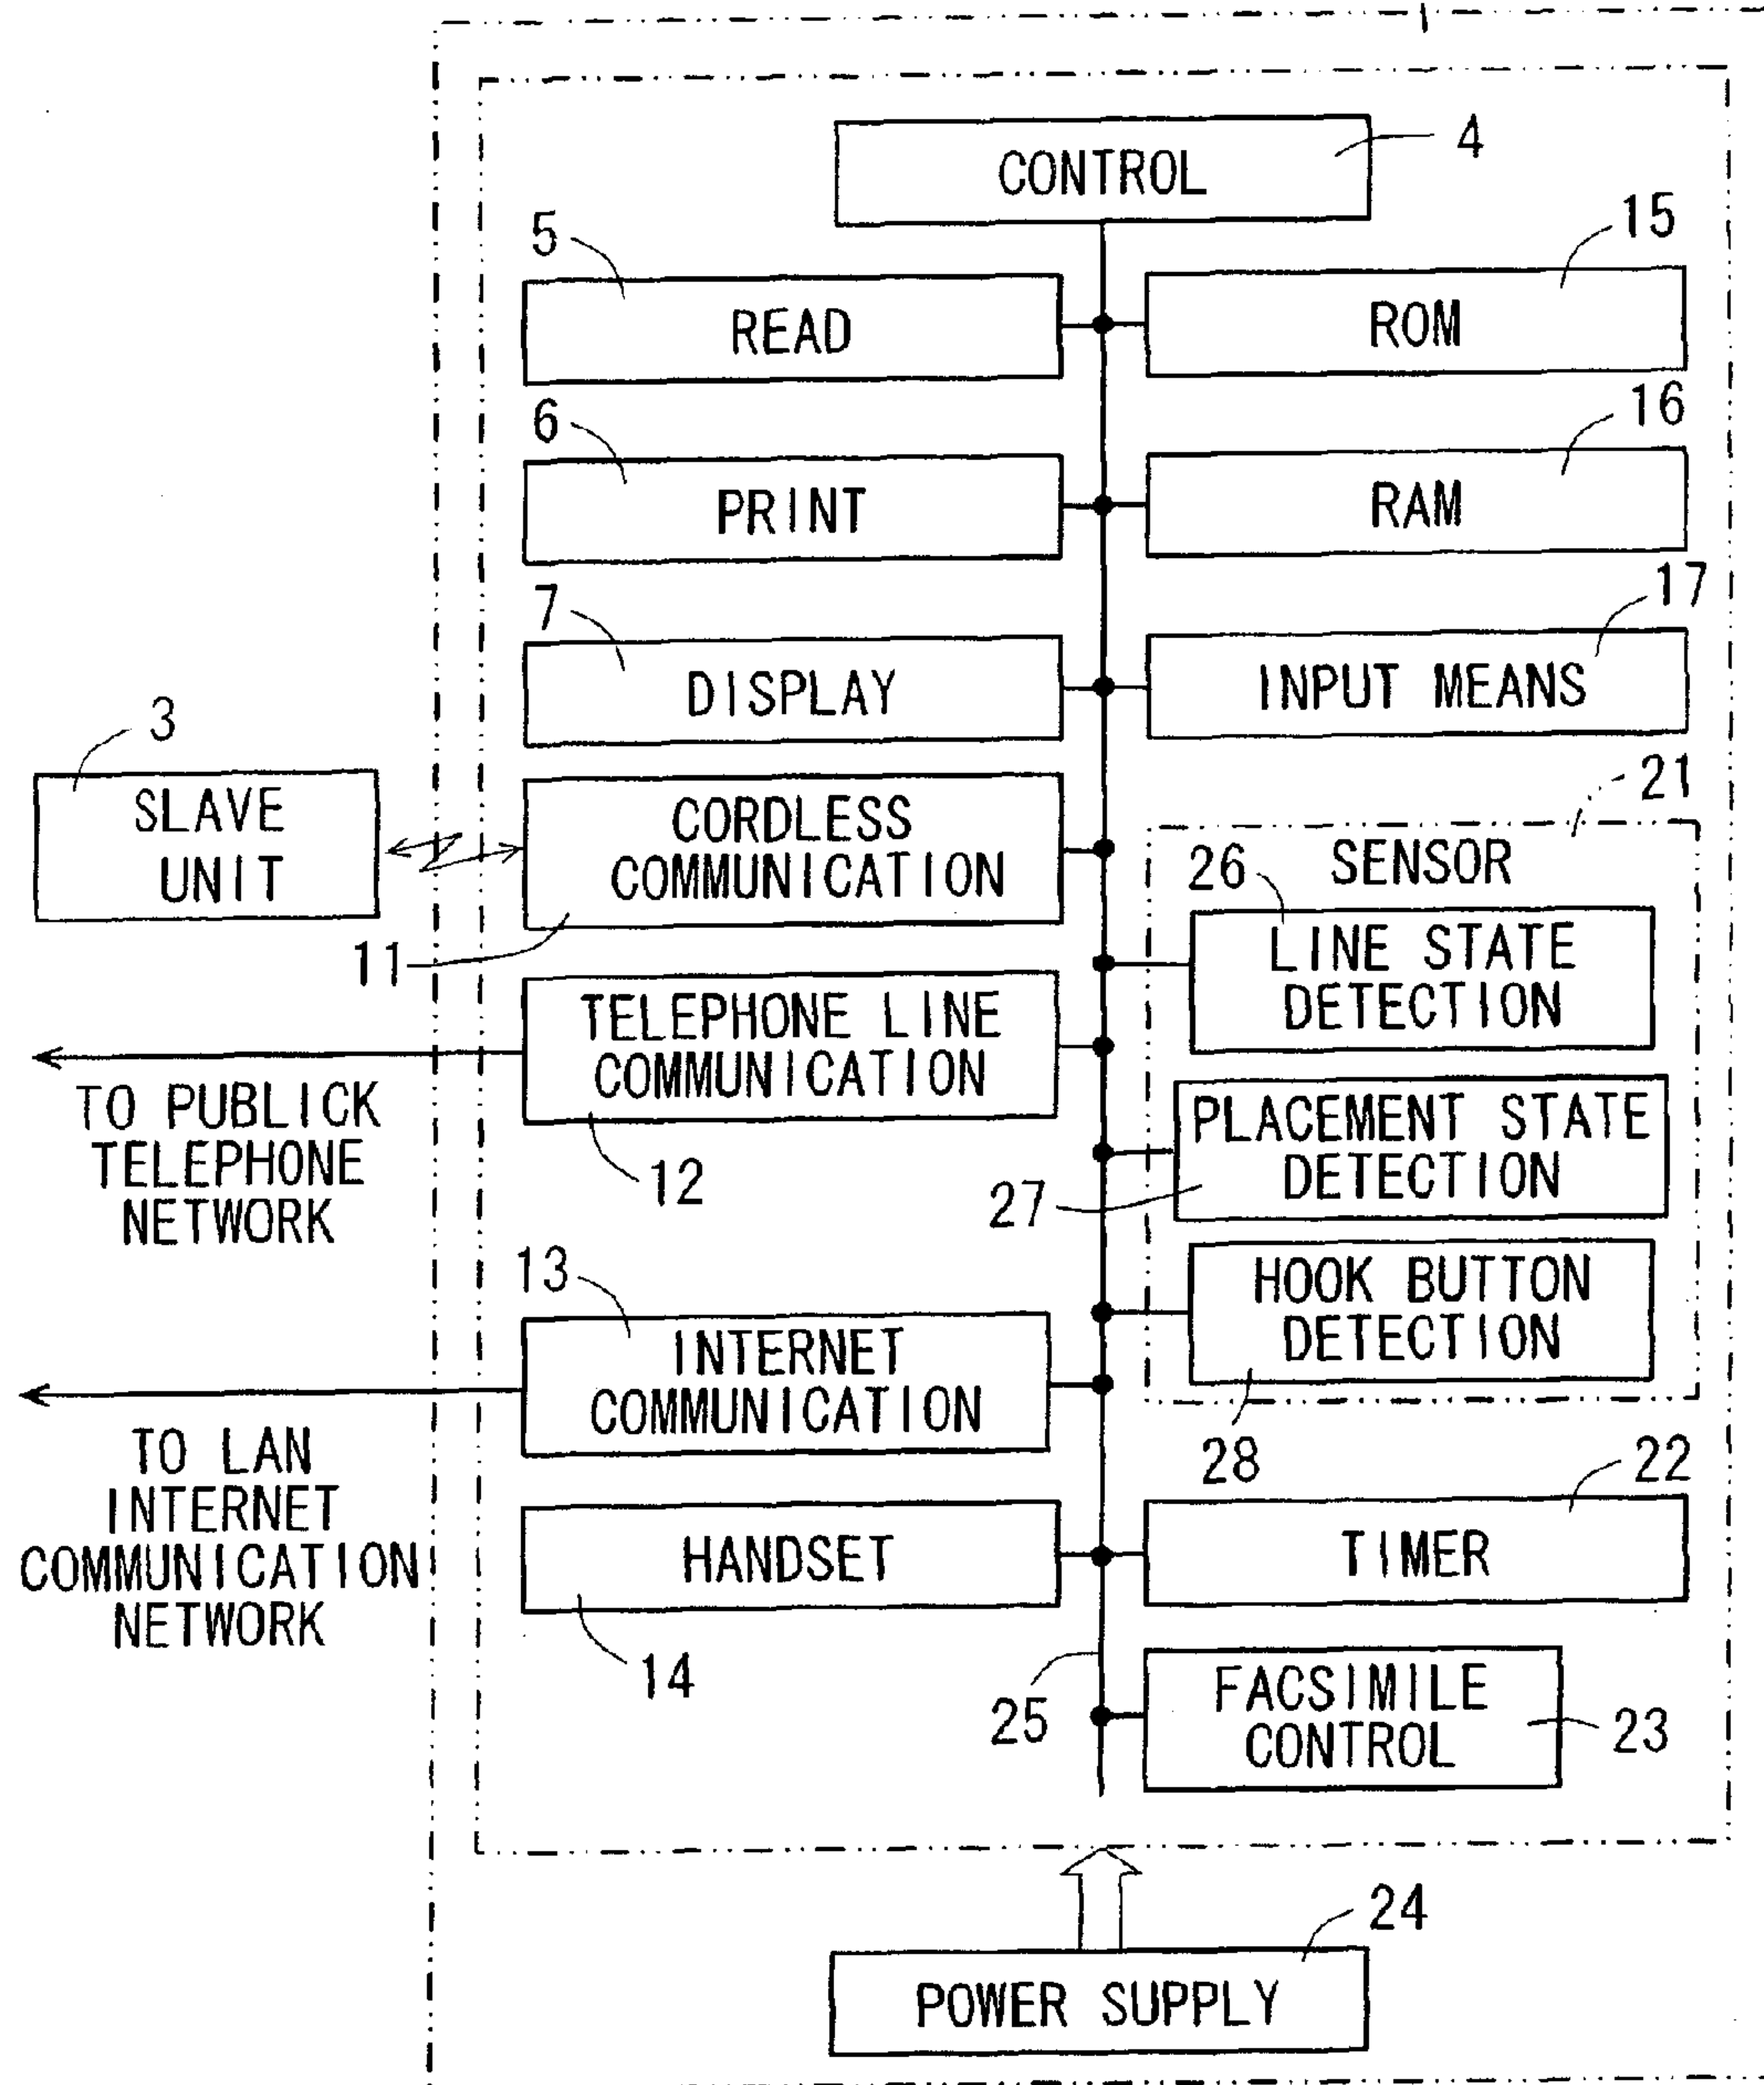 4
CONTROL
5
15
READ
ROM
6
16
PRINT
RAM
7
17
DISPLAY
INPUT MEANS
3
SLAVE
UNIT
CORDLESS
COMMUNICATION
11
21
SENSOR
26
LINE STATE
DETECTION
TELEPHONE LINE
COMMUNICATION
12
TO PUBLICK
TELEPHONE
NETWORK
PLACEMENT STATE
DETECTION
27
HOOK BUTTON
DETECTION
28
13
INTERNET
COMMUNICATION
TO LAN
INTERNET
COMMUNICATION
NETWORK
22
HANDSET
TIMER
14
25
FACSIMILE
CONTROL
23
24
POWER SUPPLY